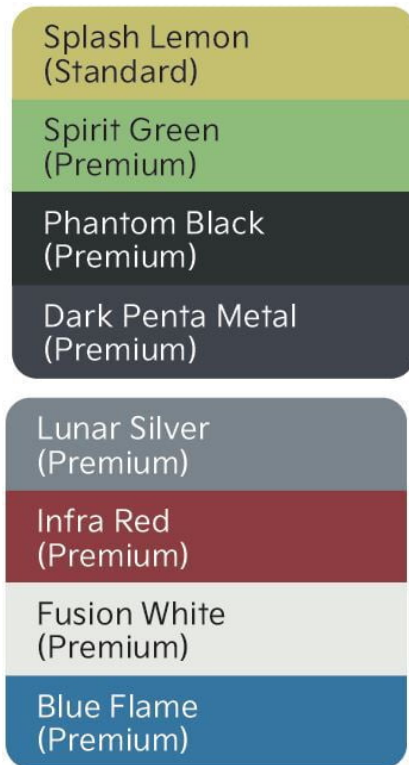 Splash Lemon
(Standard)
Spirit Green
(Premium)
Phantom Black
(Premium)
Dark Penta Metal
(Premium)
Lunar Silver
(Premium)
Infra Red
(Premium)
Fusion White
(Premium)
Blue Flame
(Premium)